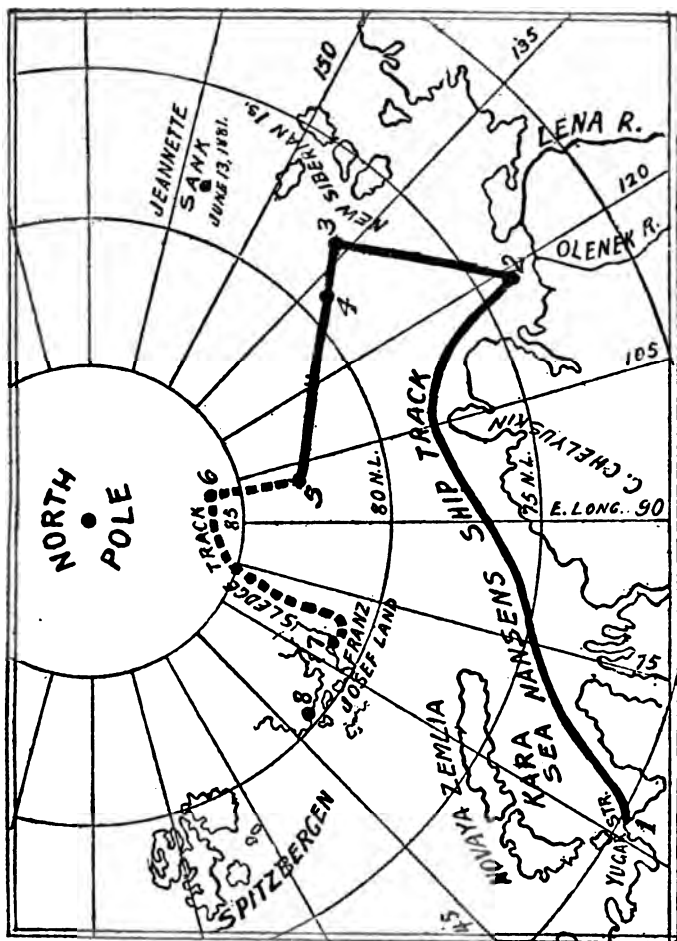 150
135
JEANNETTE
SANK
JUNE 13, 1881.
NEW SIBERIAN IS.
LENA R.
120
OLENEK R.
3
4
2
105
C. CHELYUSKIN
NORTH
POLE
6
5
85
80 N.L.
75 N.L.
E. LONG. 90
SLEDGE TRACK
NANSENS SHIP TRACK
7
FRANZ
JOSEF LAND
8
75
NOVAYA ZEMLIA
KARA
SEA
SPITZBERGEN
YUGAR STR.
1
45